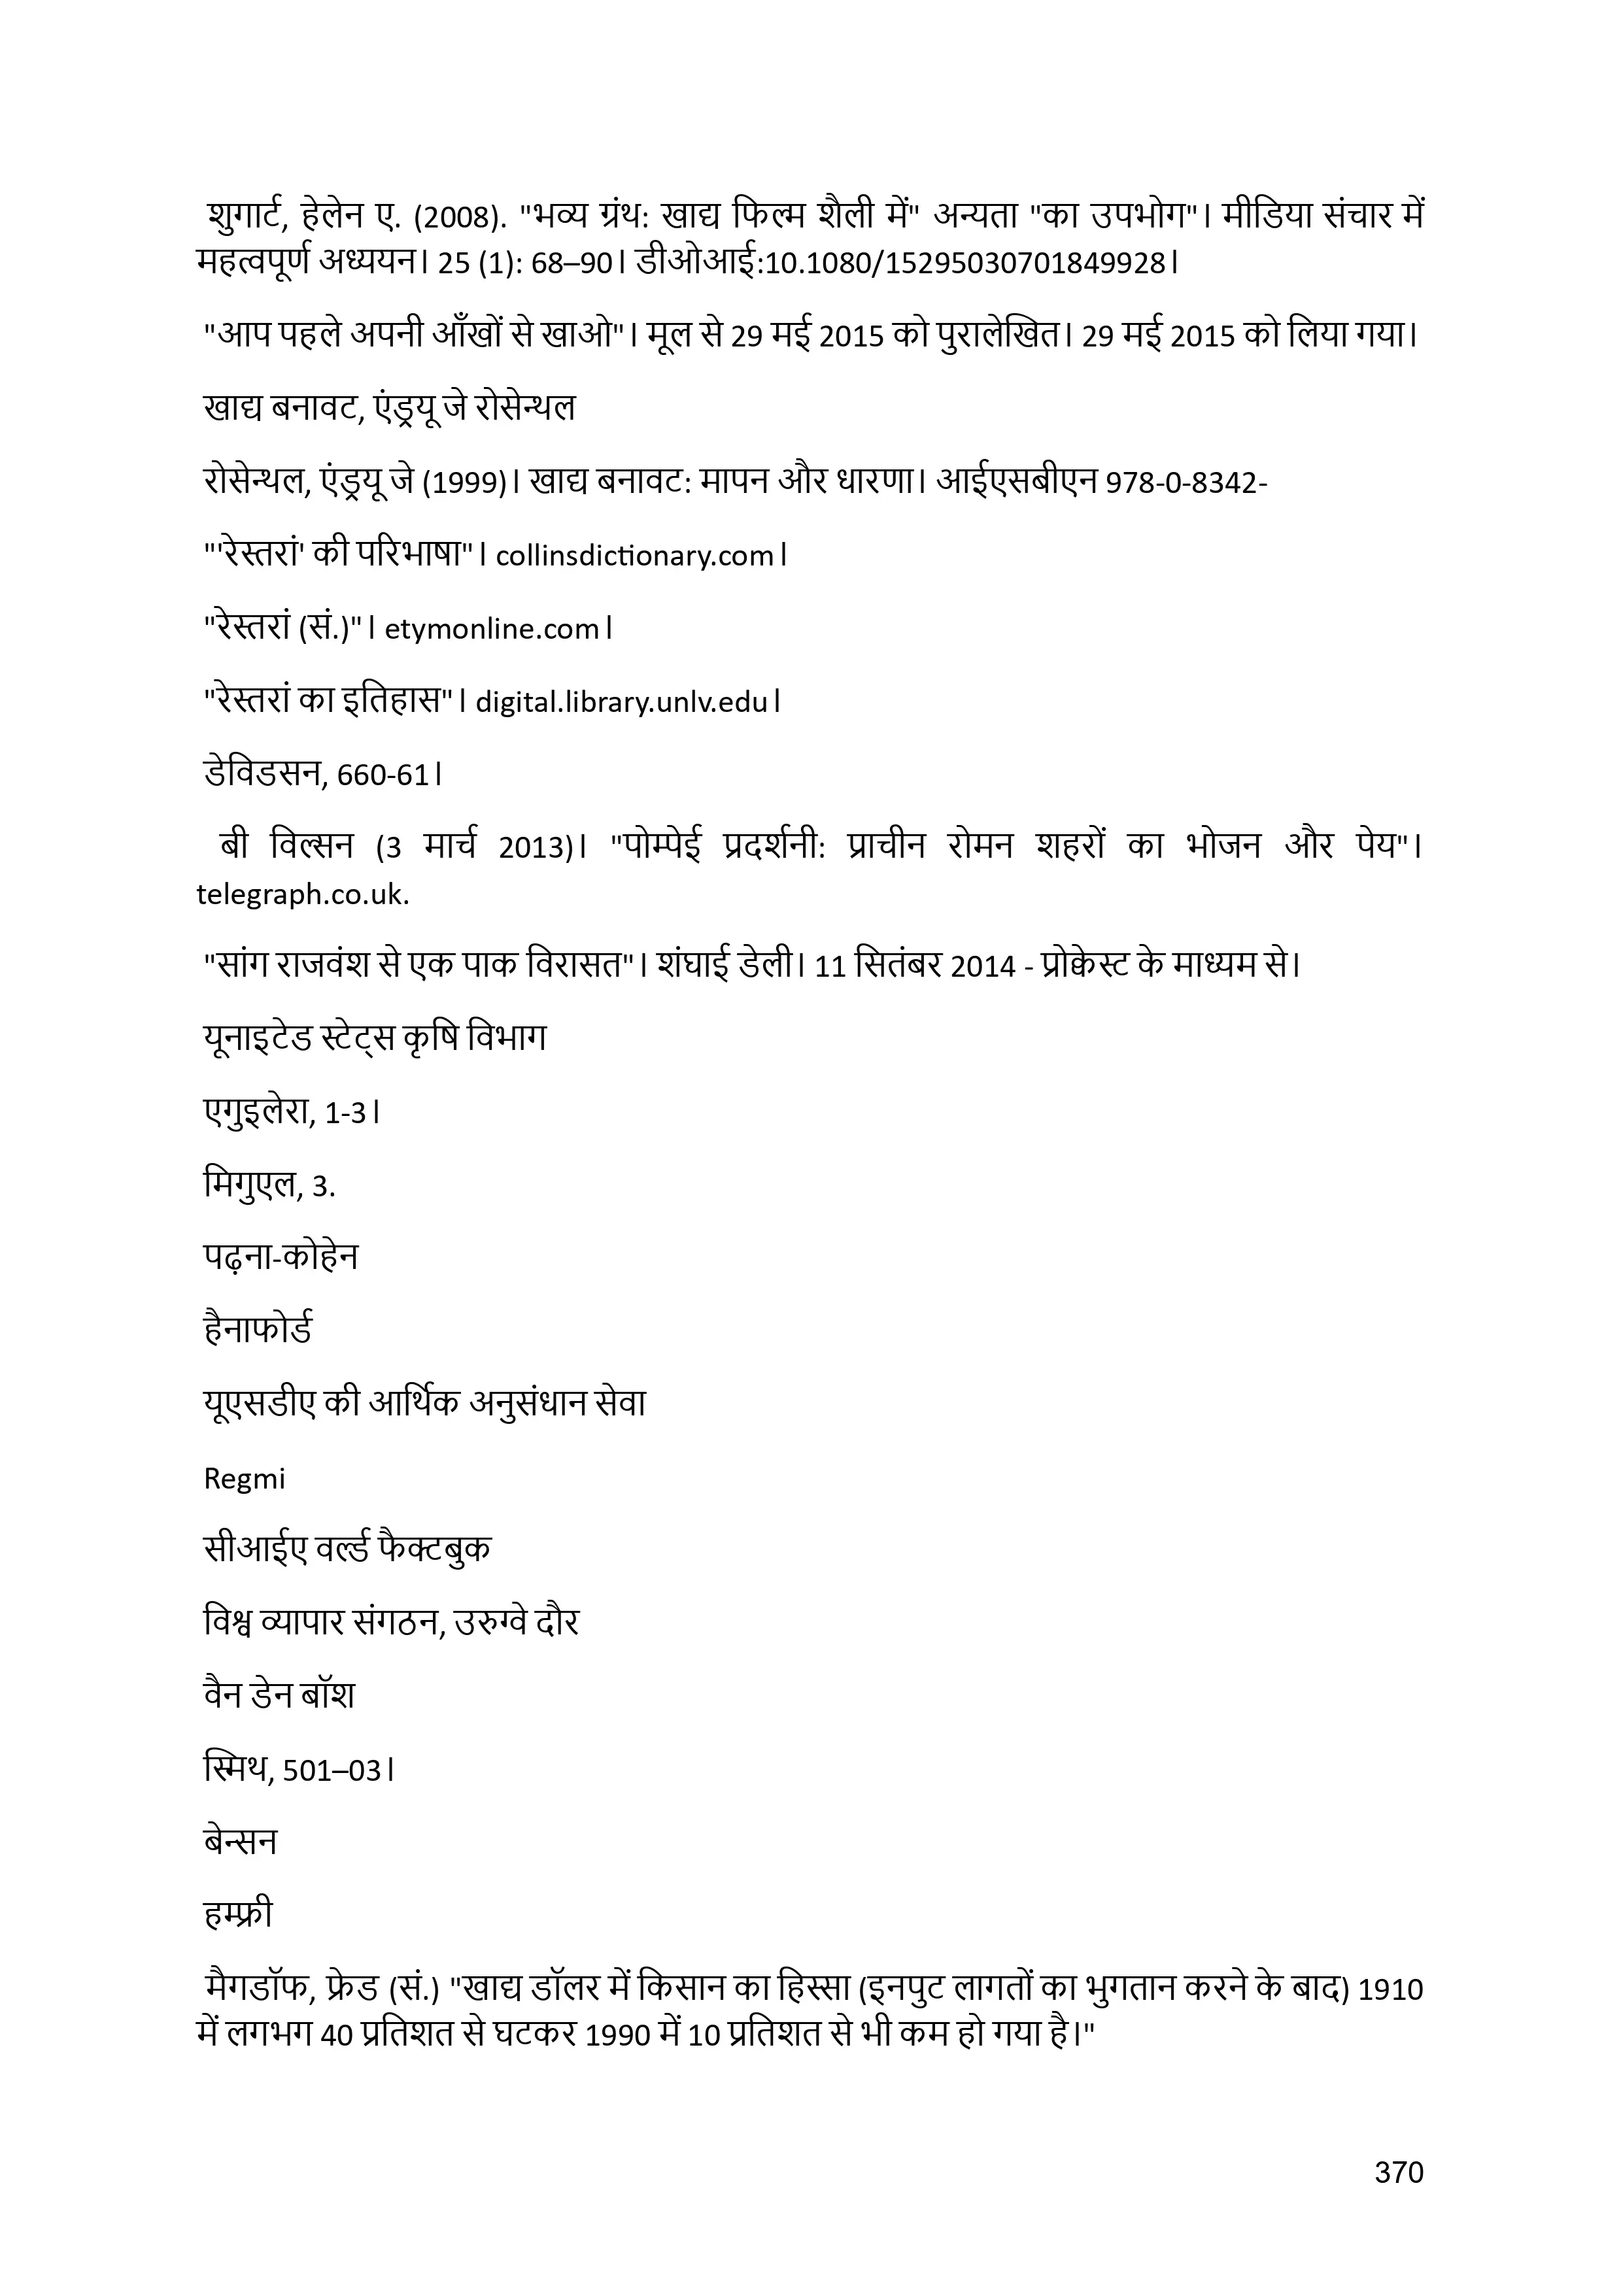 शुगार्ट, हेलेन ए. (2008). "भव्य ग्रंथ: खाद्य फिल्म शैली में" अन्यता "का उपभोग"। मीडिया संचार में
महत्वपूर्ण अध्ययन। 25 (1): 68–90। डीओआई:10.1080/15295030701849928।
"आप पहले अपनी आँखों से खाओ"। मूल से 29 मई 2015 को पुरालेखित। 29 मई 2015 को लिया गया।
खाद्य बनावट, एंड्रयू जे रोसेन्थल
रोसेन्थल, एंड्रयू जे (1999)। खाद्य बनावट: मापन और धारणा। आईएसबीएन 978-0-8342-
"'रेस्तरां' की परिभाषा"। collinsdictionary.com।
"रेस्तरां (सं.)"। etymonline.com।
"रेस्तरां का इतिहास"। digital.library.unlv.edu।
डेविडसन, 660-61।
बी विल्सन (3 मार्च 2013)। "पोम्पेई प्रदर्शनी: प्राचीन रोमन शहरों का भोजन और पेय"।
telegraph.co.uk.
"सांग राजवंश से एक पाक विरासत"। शंघाई डेली। 11 सितंबर 2014 - प्रोक्वेस्ट के माध्यम से।
यूनाइटेड स्टेट्स कृषि विभाग
एगुइलेरा, 1-3।
मिगुएल, 3.
पढ़ना-कोहेन
हैनाफोर्ड
यूएसडीए की आर्थिक अनुसंधान सेवा
Regmi
सीआईए वर्ल्ड फैक्टबुक
विश्व व्यापार संगठन, उरुग्वे दौर
वैन डेन बॉश
स्मिथ, 501–03।
बेन्सन
हम्फ्री
मैगडॉफ, फ्रेड (सं.) "खाद्य डॉलर में किसान का हिस्सा (इनपुट लागतों का भुगतान करने के बाद) 1910
में लगभग 40 प्रतिशत से घटकर 1990 में 10 प्रतिशत से भी कम हो गया है।"
370